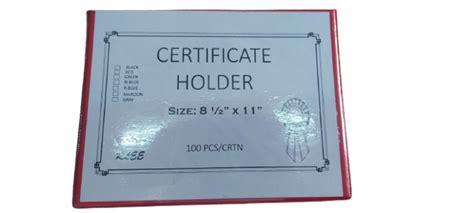 CERTIFICATE
HOLDER
BLACK
RED
GREEN
N.BLUE
R.BLUE
MAROON
GRAY
SIZE: 8 ½" X 11"
100 PCS/CRTN